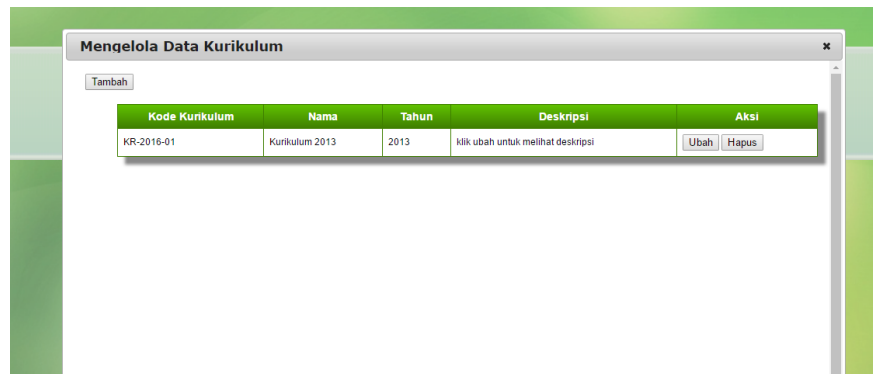 Mengelola Data Kurikulum
Tambah
Kode Kurikulum Nama Tahun Deskripsi Aksi
KR-2016-01 Kurikulum 2013 2013 klik ubah untuk melihat deskripsi Ubah Hapus